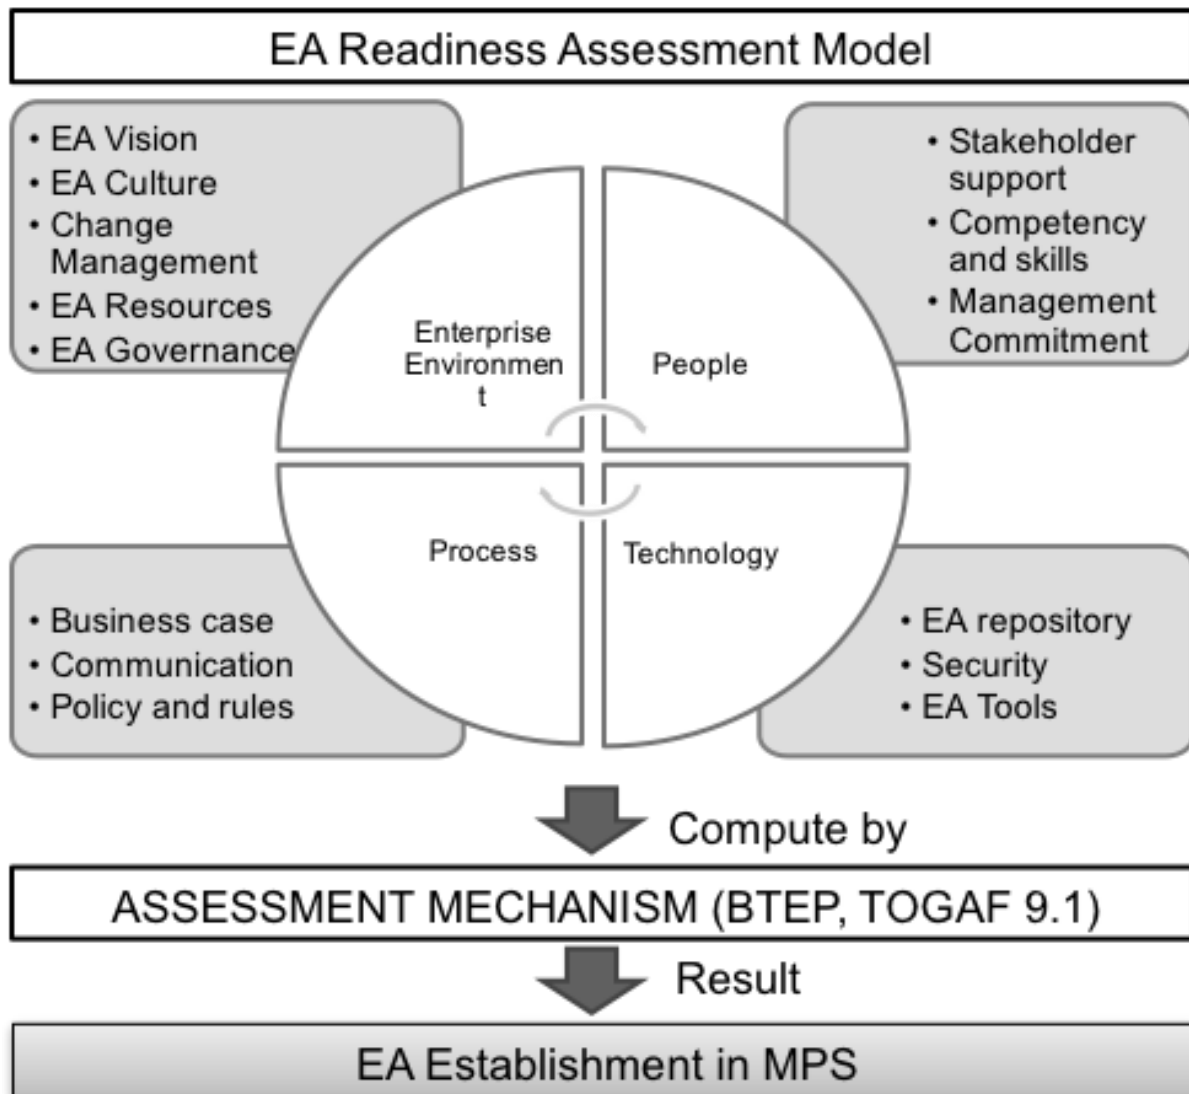 EA Readiness Assessment Model
• EA Vision
• EA Culture
• Change
Management
• EA Resources
• EA Governance
• Stakeholder
support
• Competency
and skills
• Management
Commitment
Enterprise
Environmen
t
People
Process
Technology
• Business case
• Communication
• Policy and rules
• EA repository
• Security
• EA Tools
Compute by
ASSESSMENT MECHANISM (BTEP, TOGAF 9.1)
Result
EA Establishment in MPS